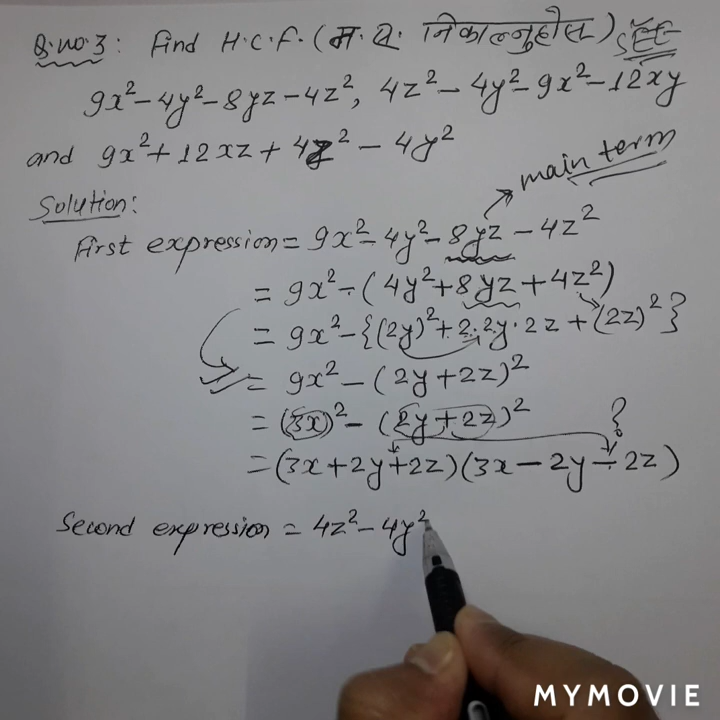 Q.no.3: Find H.C.F. (म.स. निकाल्नुहोस) SEE
9x²-4y²-8yz-4z², 4z²-4y²-9x²-12xy
and 9x²+12xz+4z²-4y²
main term
Solution:
First expression = 9x²-4y²-8yz-4z²
= 9x²-(4y²+8yz+4z²)
= 9x²-{(2y)²+2.2y.2z+(2z)²}
= 9x²-(2y+2z)²
= (3x)²-(2y+2z)² ?
= (3x+2y+2z)(3x-2y-2z)
Second expression = 4z²-4y²
MYMOVIE